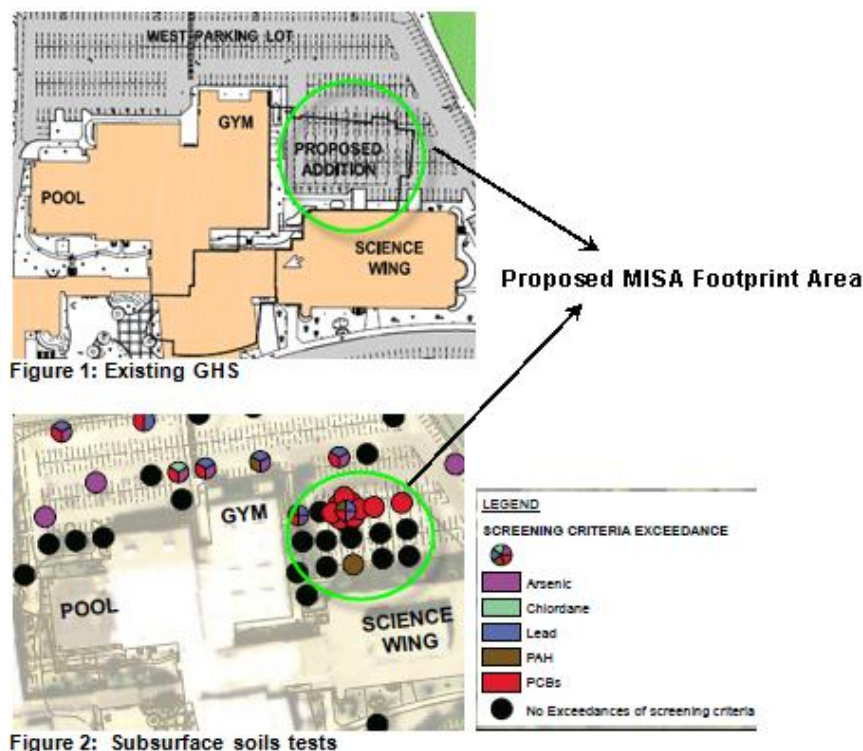 WEST PARKING LOT
GYM
PROPOSED
ADDITION
POOL
SCIENCE
WING
Proposed MISA Footprint Area
Figure 1: Existing GHS
GYM
POOL
SCIENCE
WING
LEGEND
SCREENING CRITERIA EXCEEDANCE
Arsenic
Chlordane
Lead
PAH
PCBs
No Exceedances of screening criteria
Figure 2: Subsurface soils tests